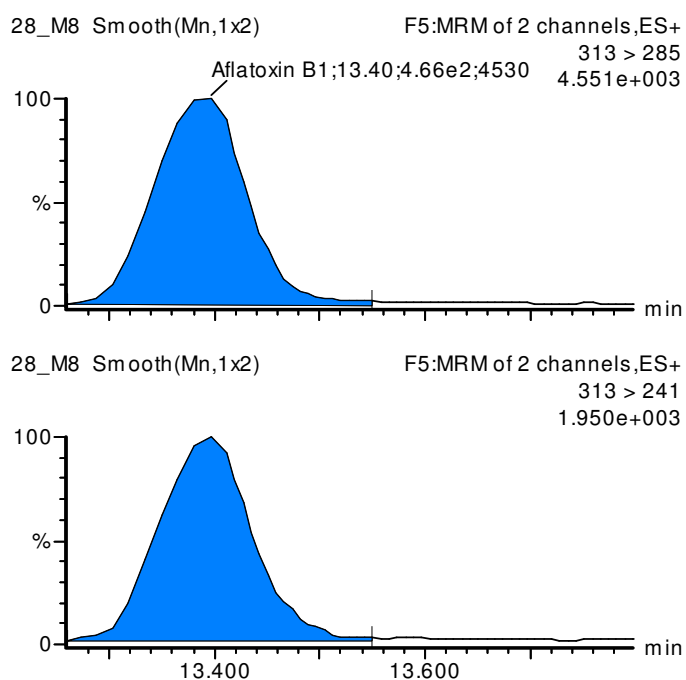 28_M8 Smooth(Mn,1x2) F5:MRM of 2 channels,ES+
313 > 285
4.551e+003
Aflatoxin B1;13.40;4.66e2;4530
100
%
0
min
28_M8 Smooth(Mn,1x2) F5:MRM of 2 channels,ES+
313 > 241
1.950e+003
100
%
0
min
13.400 13.600